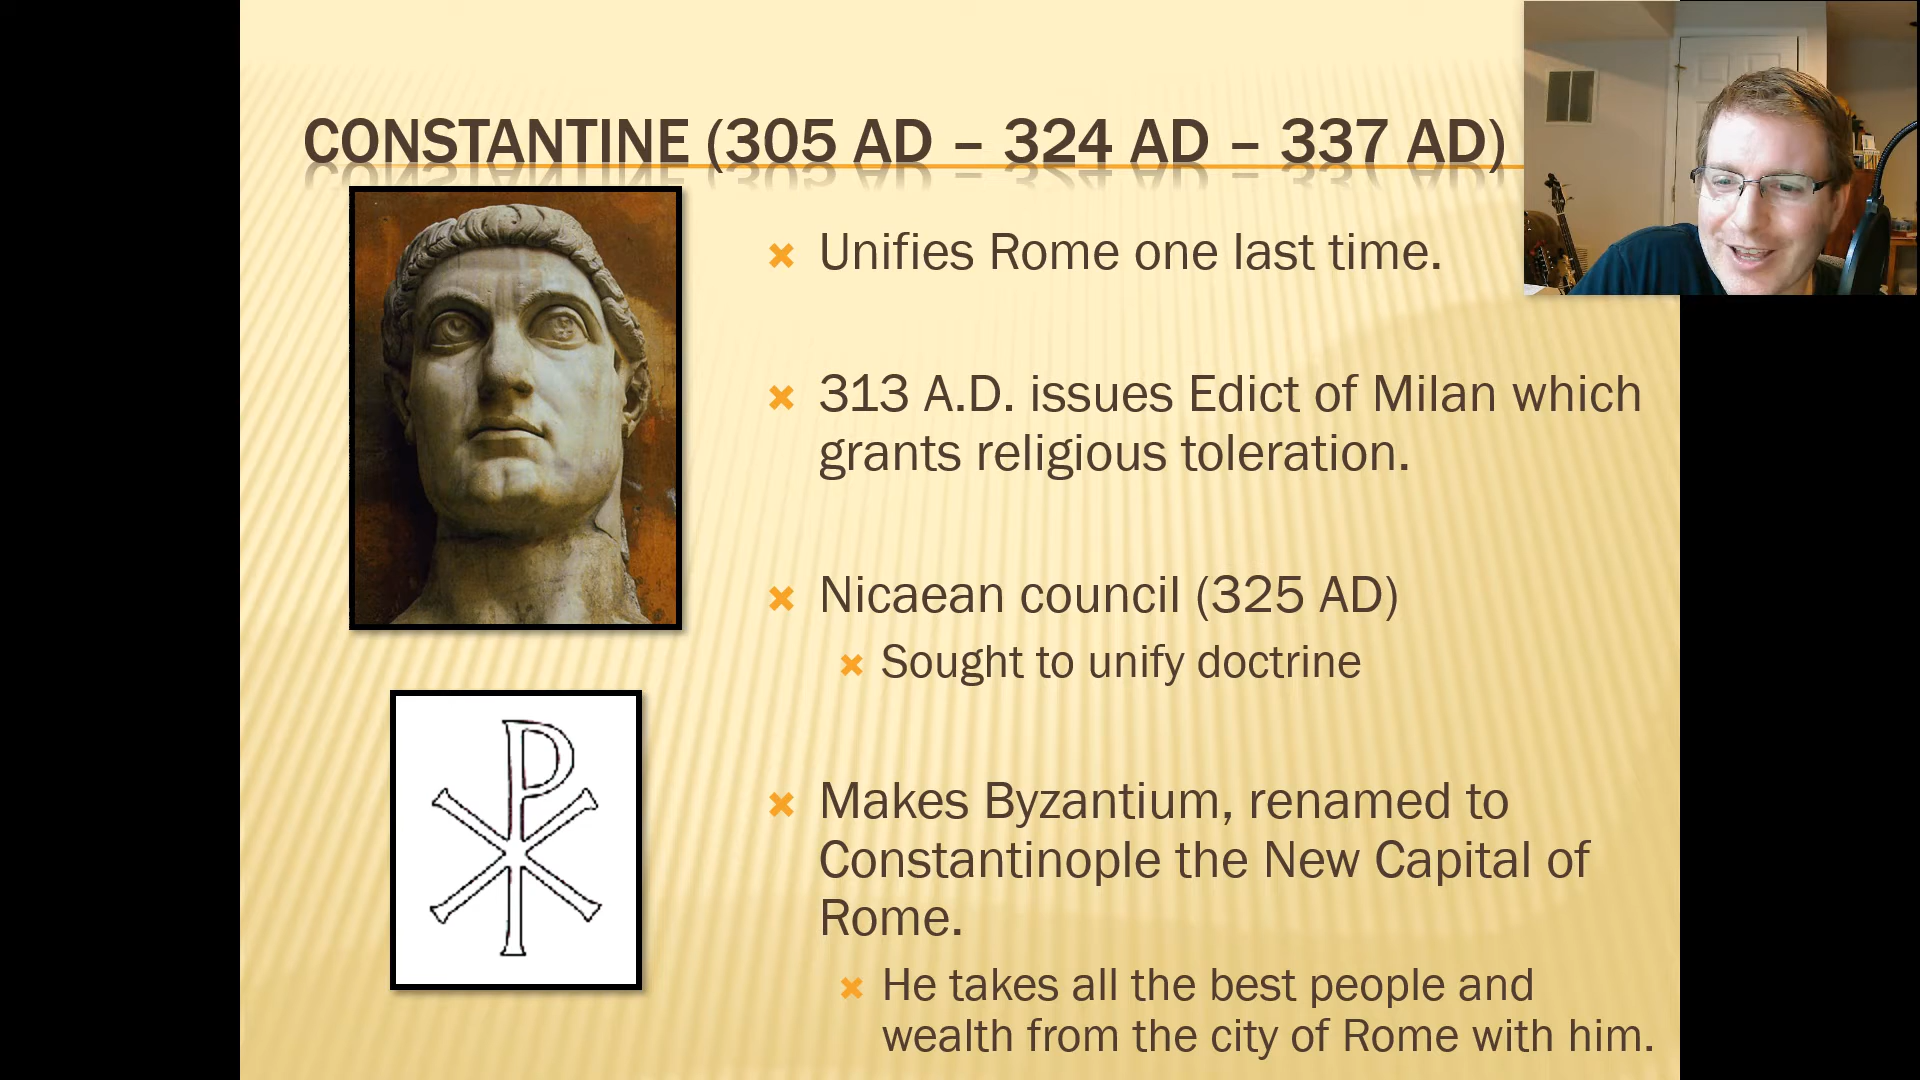 CONSTANTINE (305 AD – 324 AD – 337 AD)
Unifies Rome one last time.
313 A.D. issues Edict of Milan which
grants religious toleration.
Nicaean council (325 AD)
Sought to unify doctrine
Makes Byzantium, renamed to
Constantinople the New Capital of
Rome.
He takes all the best people and
wealth from the city of Rome with him.